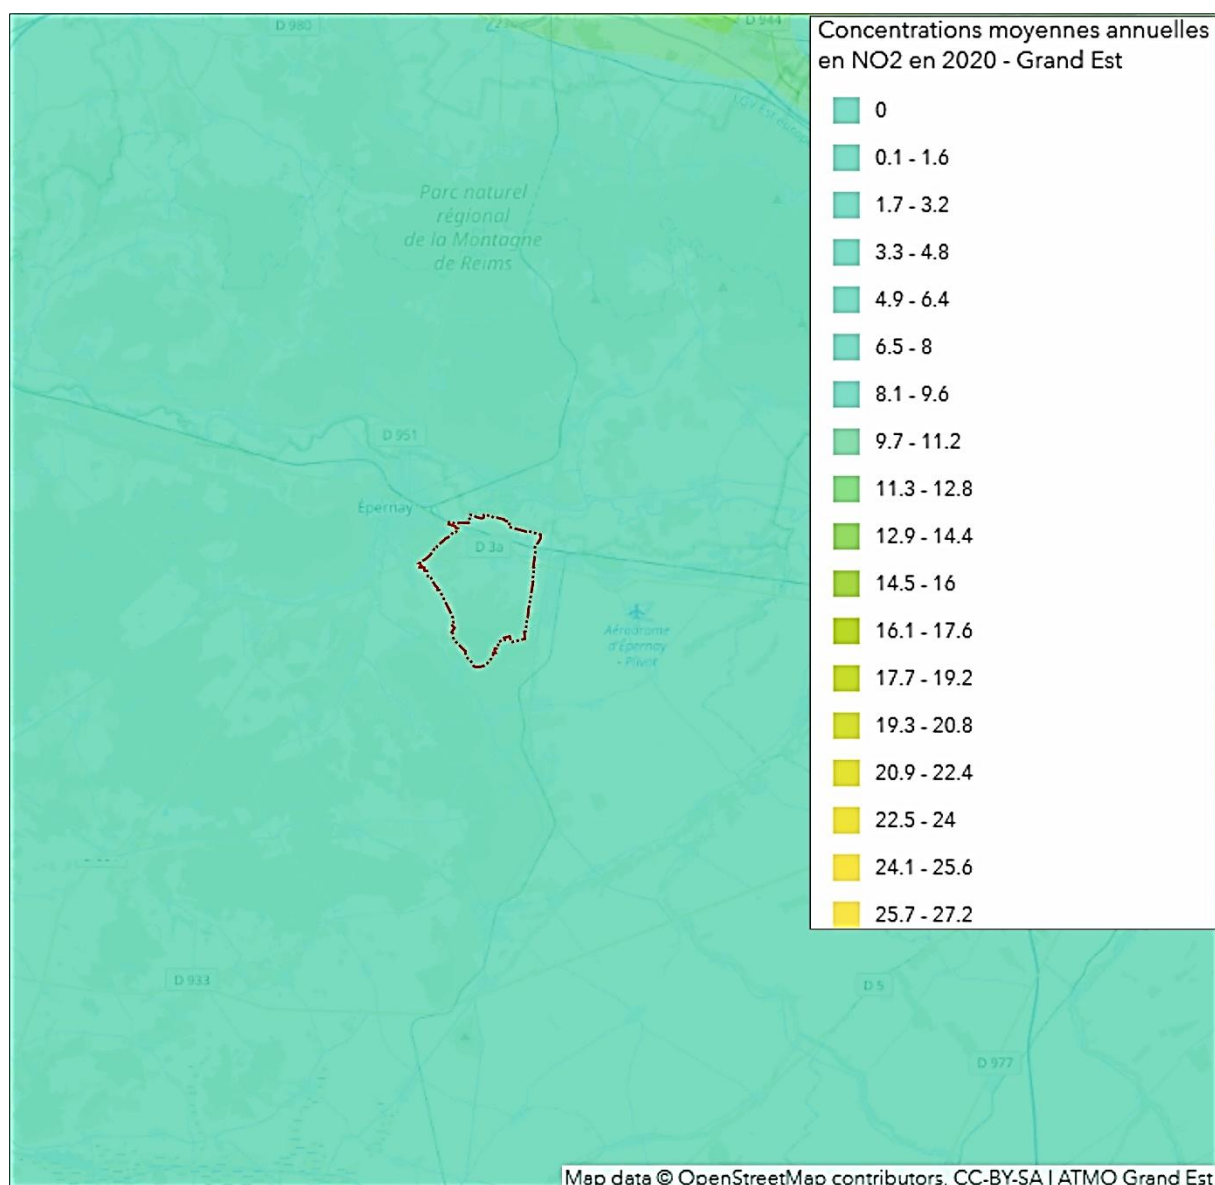 D 980
D 944
Concentrations moyennes annuelles
en NO2 en 2020 - Grand Est
0
0.1 - 1.6
1.7 - 3.2
3.3 - 4.8
4.9 - 6.4
6.5 - 8
8.1 - 9.6
9.7 - 11.2
11.3 - 12.8
12.9 - 14.4
14.5 - 16
16.1 - 17.6
17.7 - 19.2
19.3 - 20.8
20.9 - 22.4
22.5 - 24
24.1 - 25.6
25.7 - 27.2
LGV Est
Parc naturel
régional
de la Montagne
de Reims
D 951
Épernay
D 3a
Aérodrome
d'Épernay
- Plivot
D 933
D 5
D 977
Map data © OpenStreetMap contributors, CC-BY-SA | ATMO Grand Est